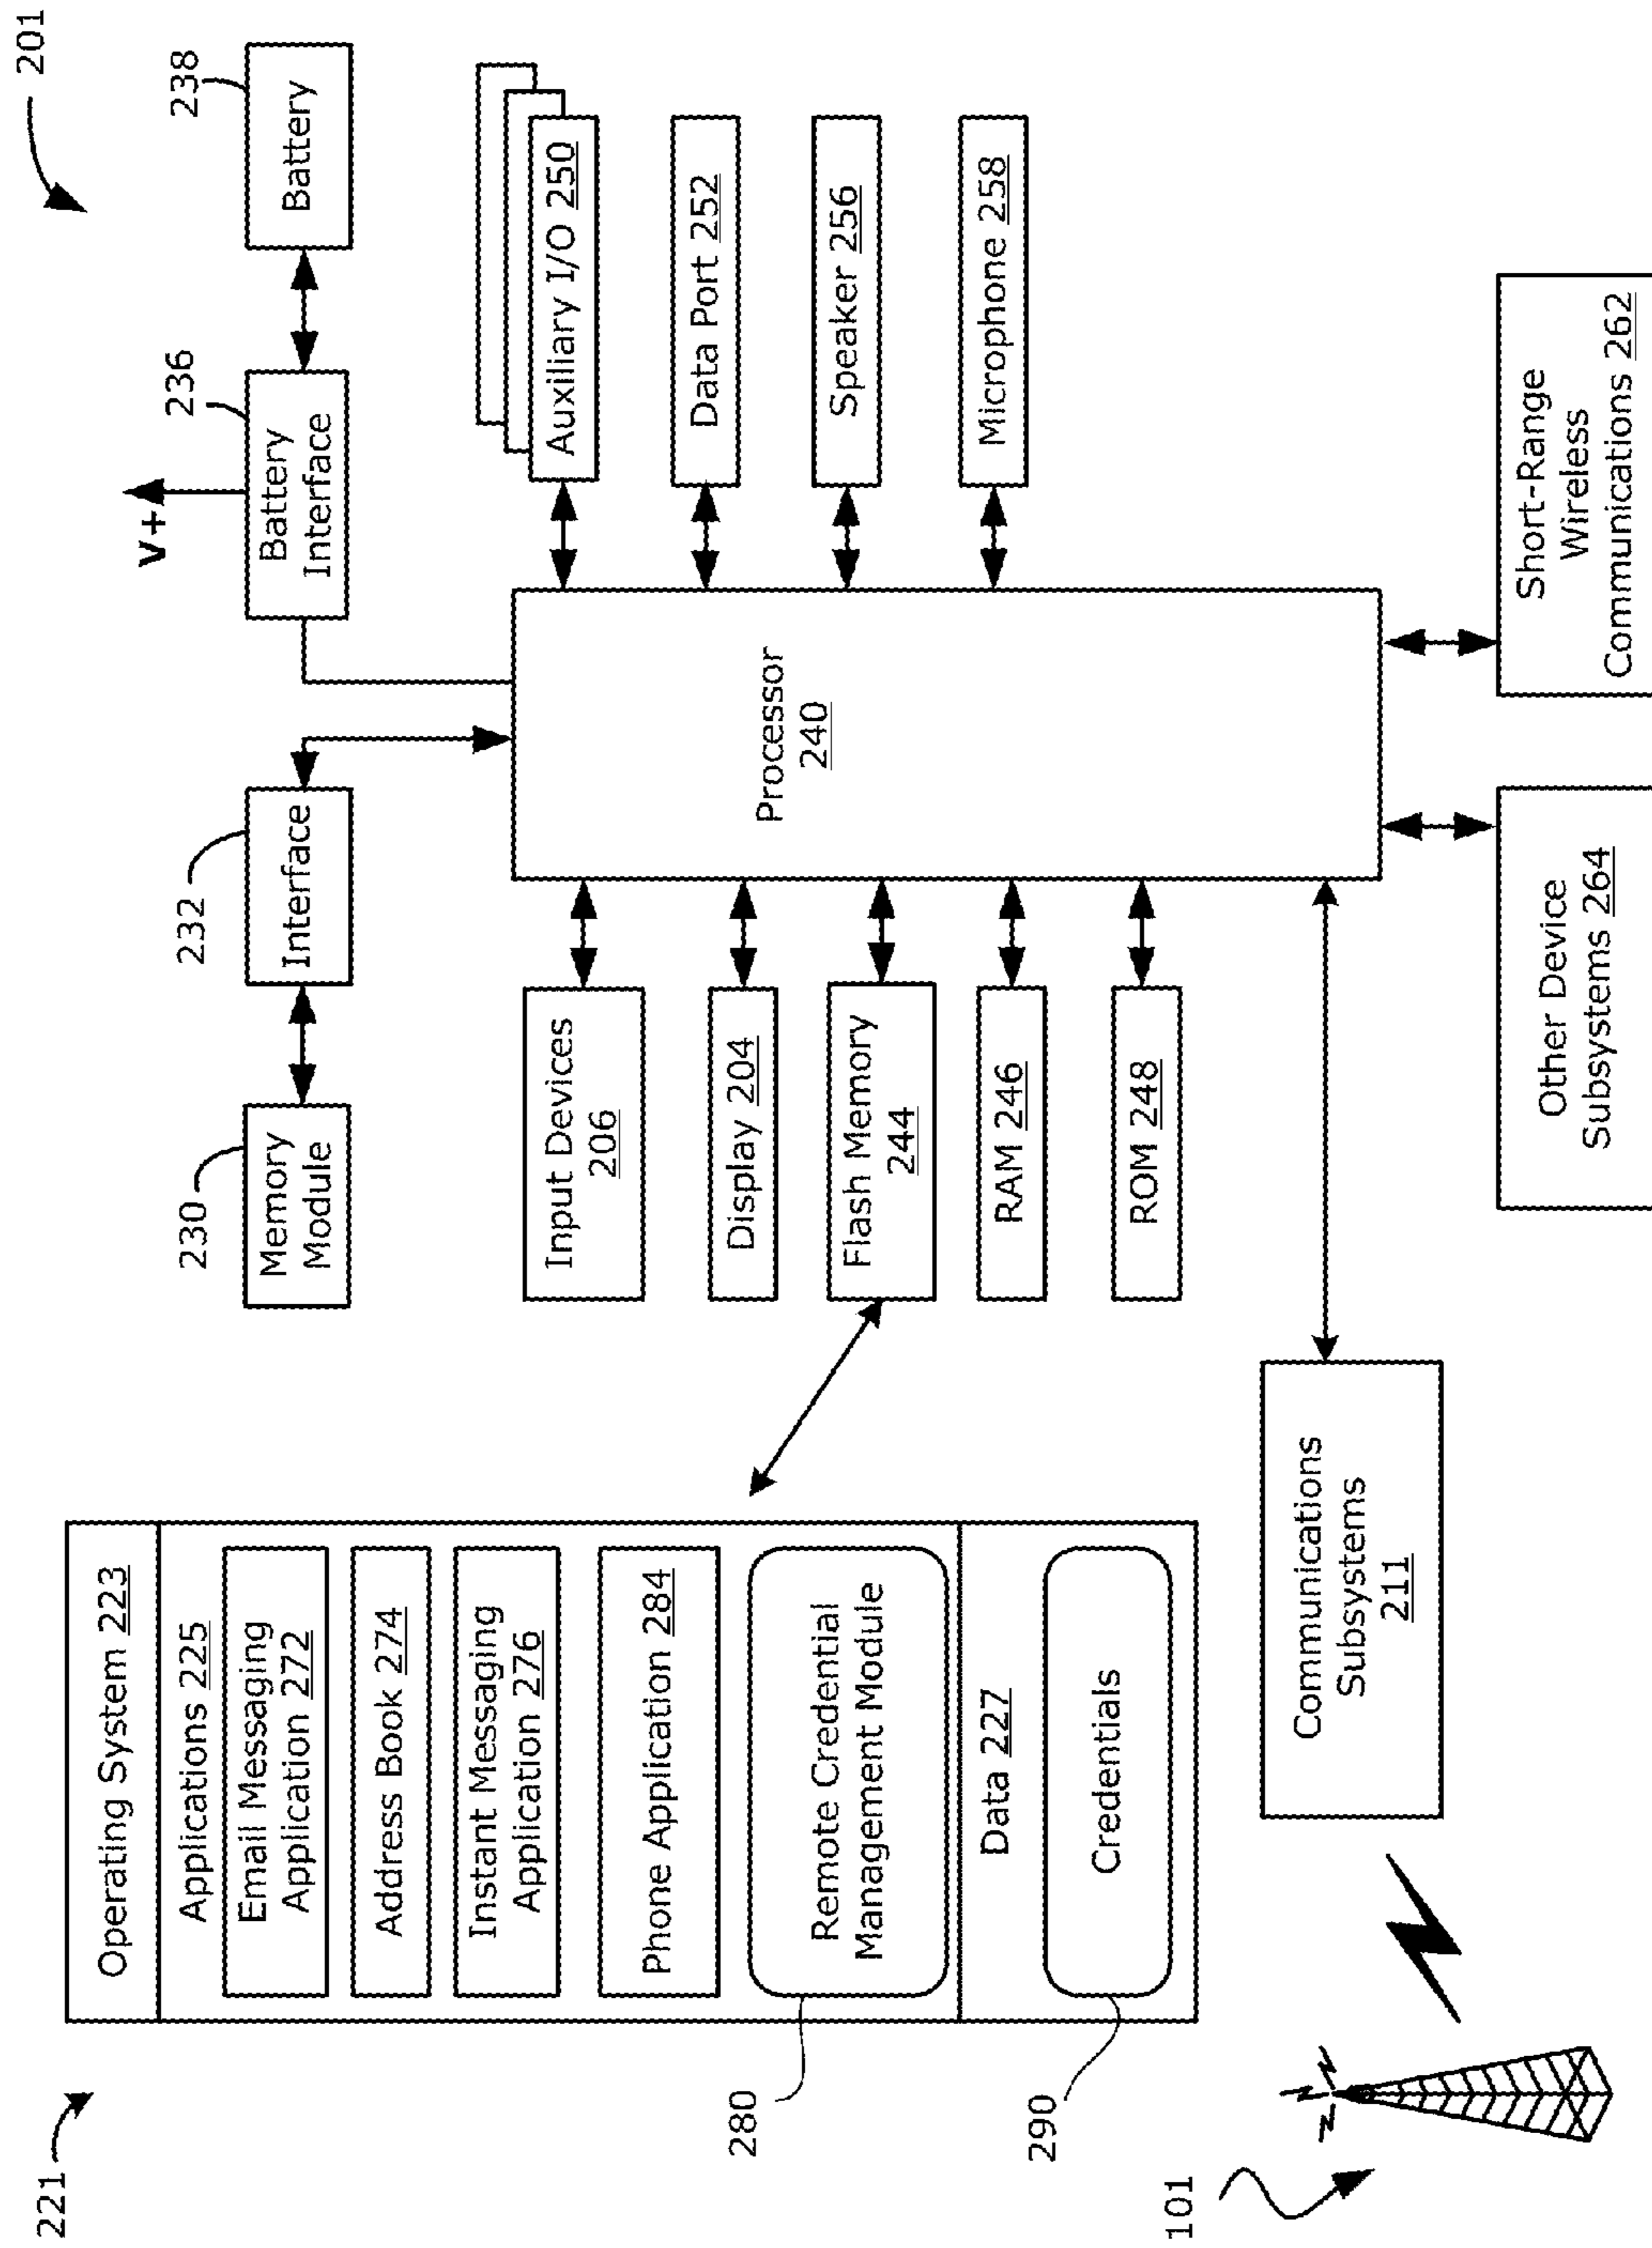 201
221
Operating System 223
Applications 225
Email Messaging
Application 272
Address Book 274
Instant Messaging
Application 276
Phone Application 284
Remote Credential
Management Module
280
Data 227
Credentials
290
230
Memory
Module
232
Interface
V+
236
Battery
Interface
238
Battery
Input Devices
206
Display 204
Flash Memory
244
RAM 246
ROM 248
Processor
240
Auxiliary I/O 250
Data Port 252
Speaker 256
Microphone 258
101
Communications
Subsystems
211
Other Device
Subsystems 264
Short-Range
Wireless
Communications 262